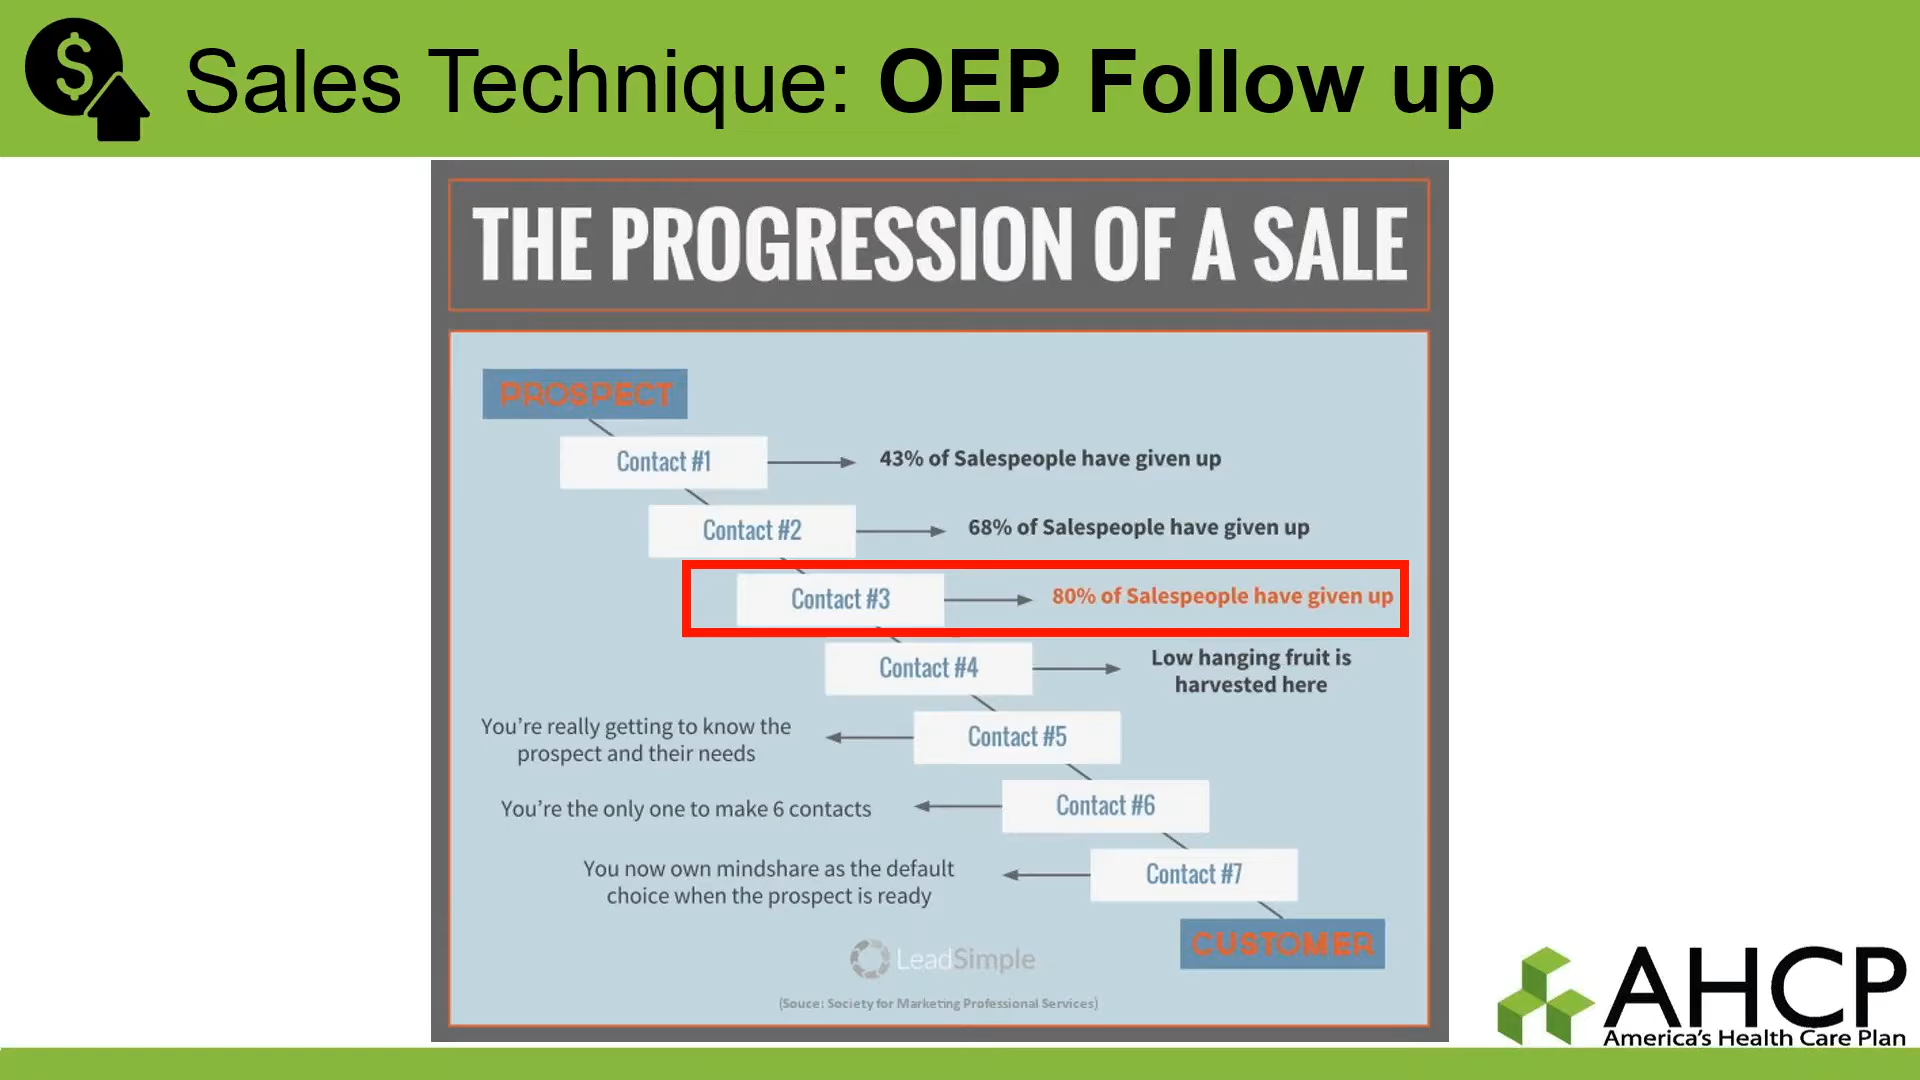 $
Sales Technique: OEP Follow up
THE PROGRESSION OF A SALE
PROSPECT
Contact #1
43% of Salespeople have given up
Contact #2
68% of Salespeople have given up
Contact #3
80% of Salespeople have given up
Contact #4
Low hanging fruit is
harvested here
You're really getting to know the
prospect and their needs
Contact #5
You're the only one to make 6 contacts
Contact #6
You now own mindshare as the default
choice when the prospect is ready
Contact #7
CUSTOMER
LeadSimple
(Souce: Society for Marketing Professional Services)
AHCP
America's Health Care Plan